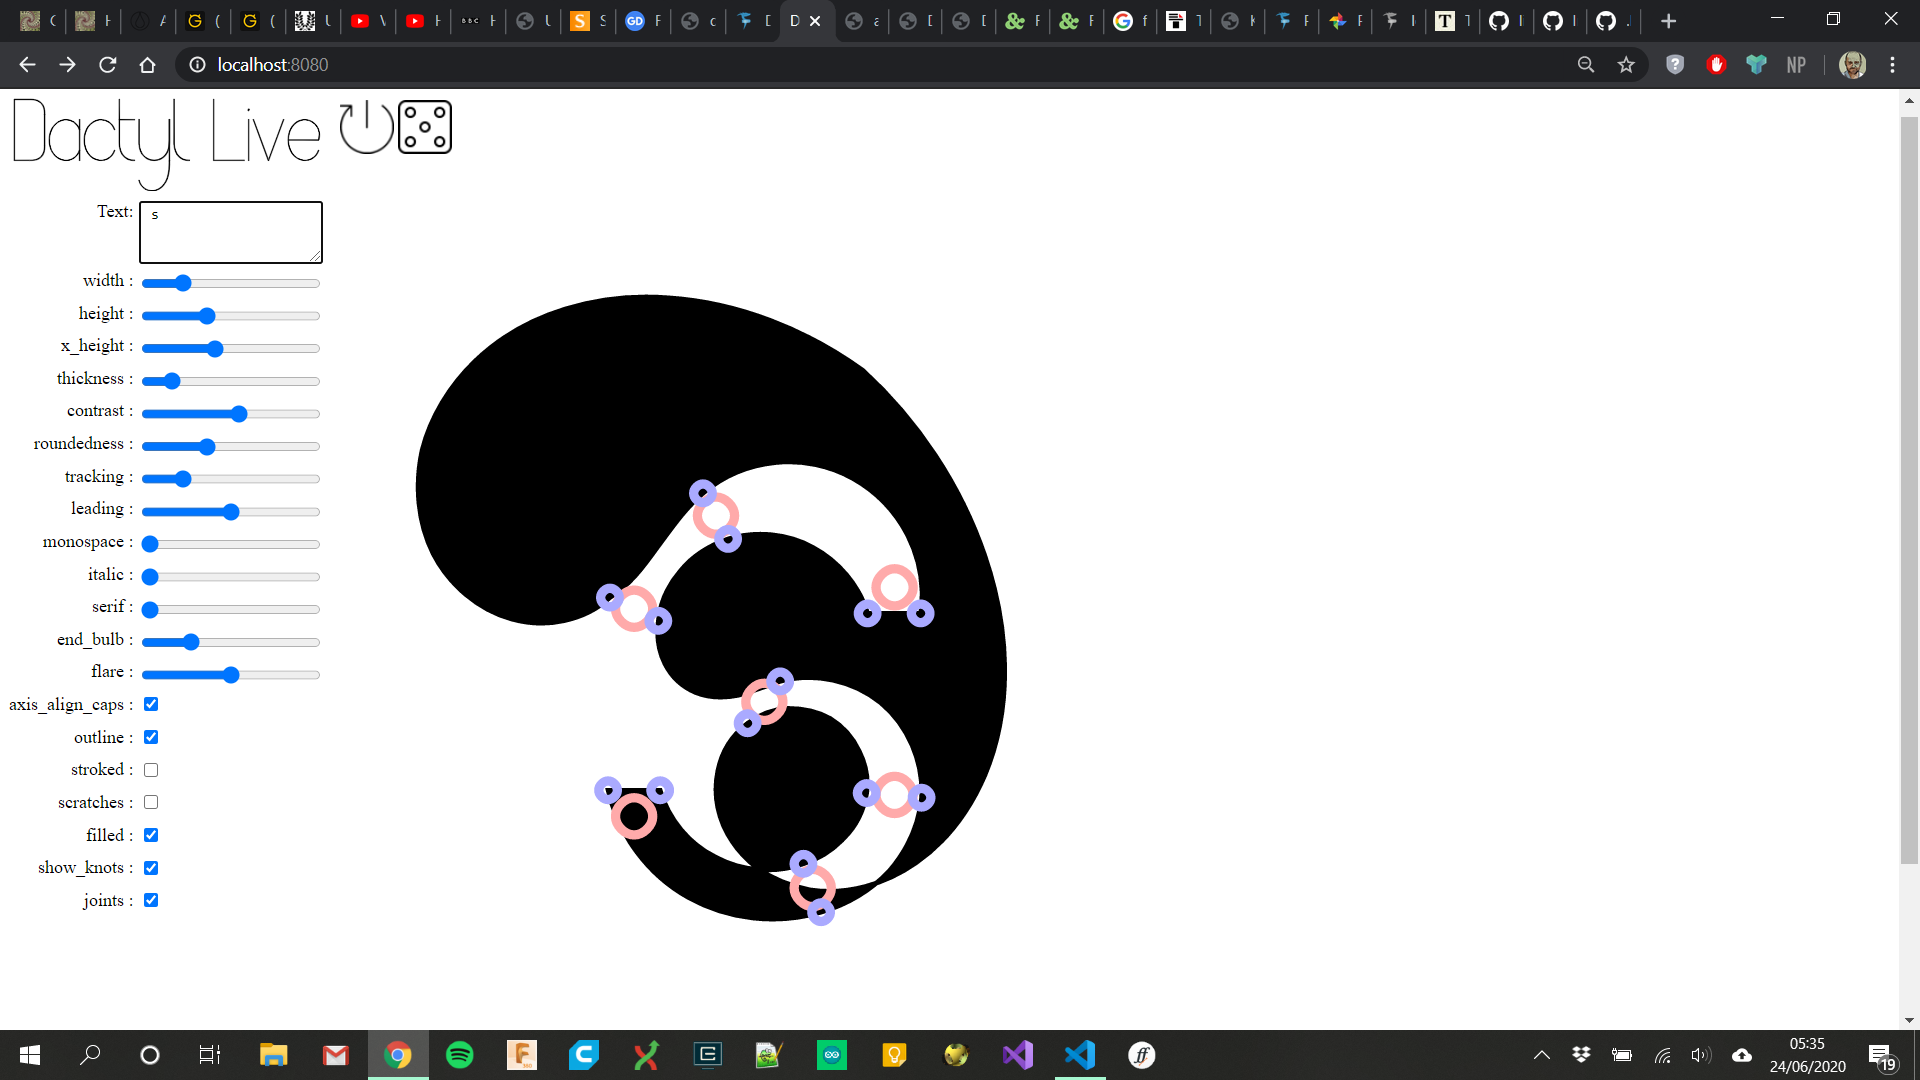 localhost:8080
NP
Dactyl Live
Text:
s
width :
height :
x_height :
thickness :
contrast :
roundedness :
tracking :
leading :
monospace :
italic :
serif :
end_bulb :
flare :
axis_align_caps :
outline :
stroked :
scratches :
filled :
show_knots :
joints :
05:35
24/06/2020
19